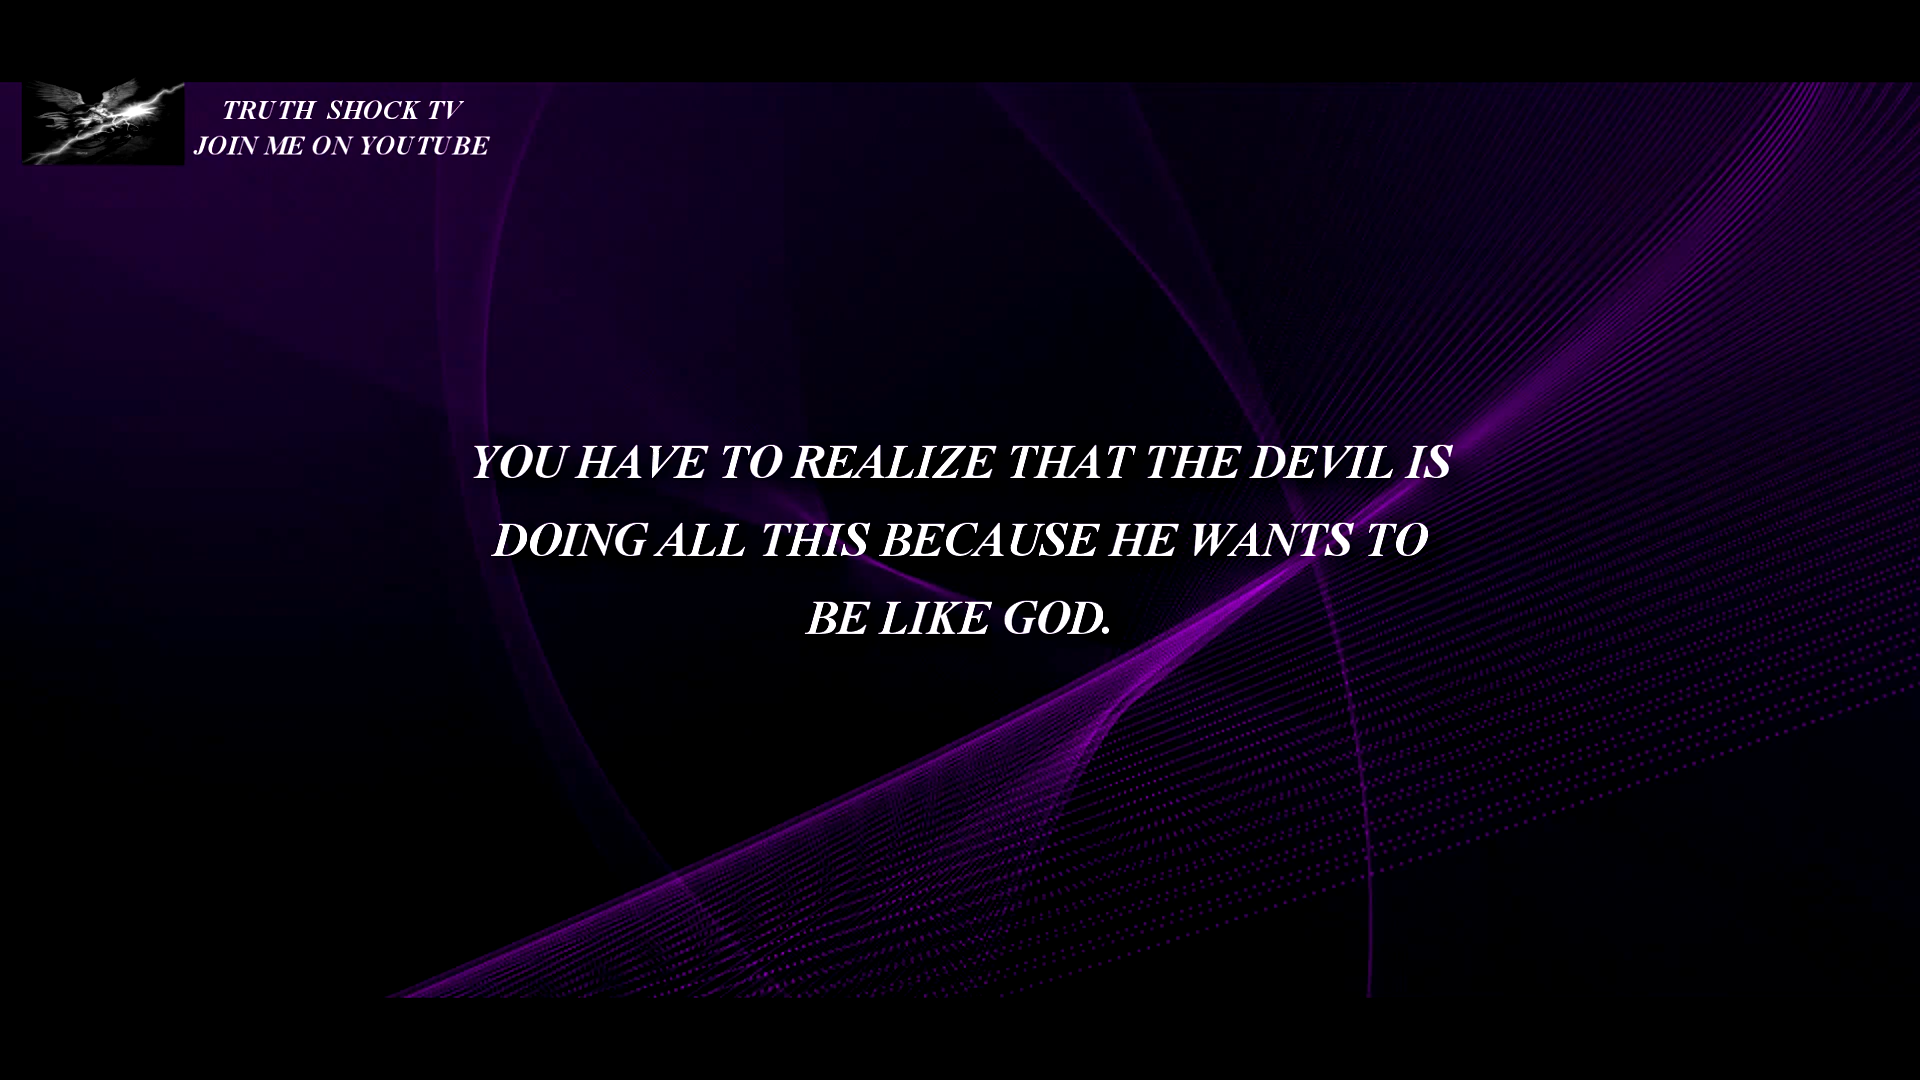 TRUTH SHOCK TV
JOIN ME ON YOUTUBE
YOU HAVE TO REALIZE THAT THE DEVIL IS
DOING ALL THIS BECAUSE HE WANTS TO
BE LIKE GOD.